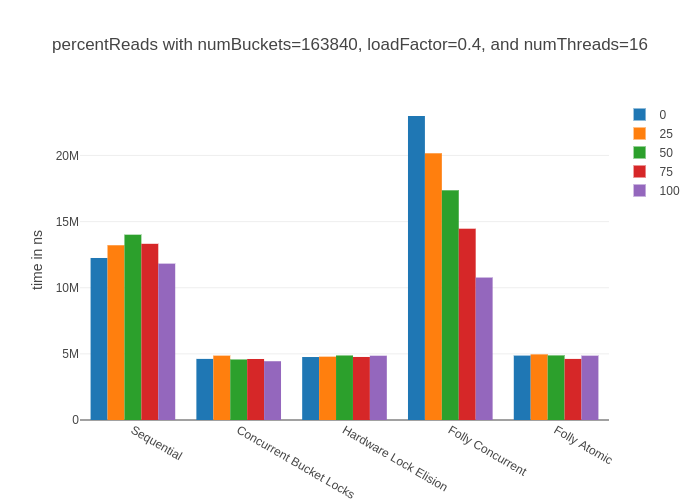 percentReads with numBuckets=163840, loadFactor=0.4, and numThreads=16
0
25
50
75
100
20M
15M
10M
5M
0
time in ns
Sequential
Concurrent Bucket Locks
Hardware Lock Elision
Folly Concurrent
Folly Atomic